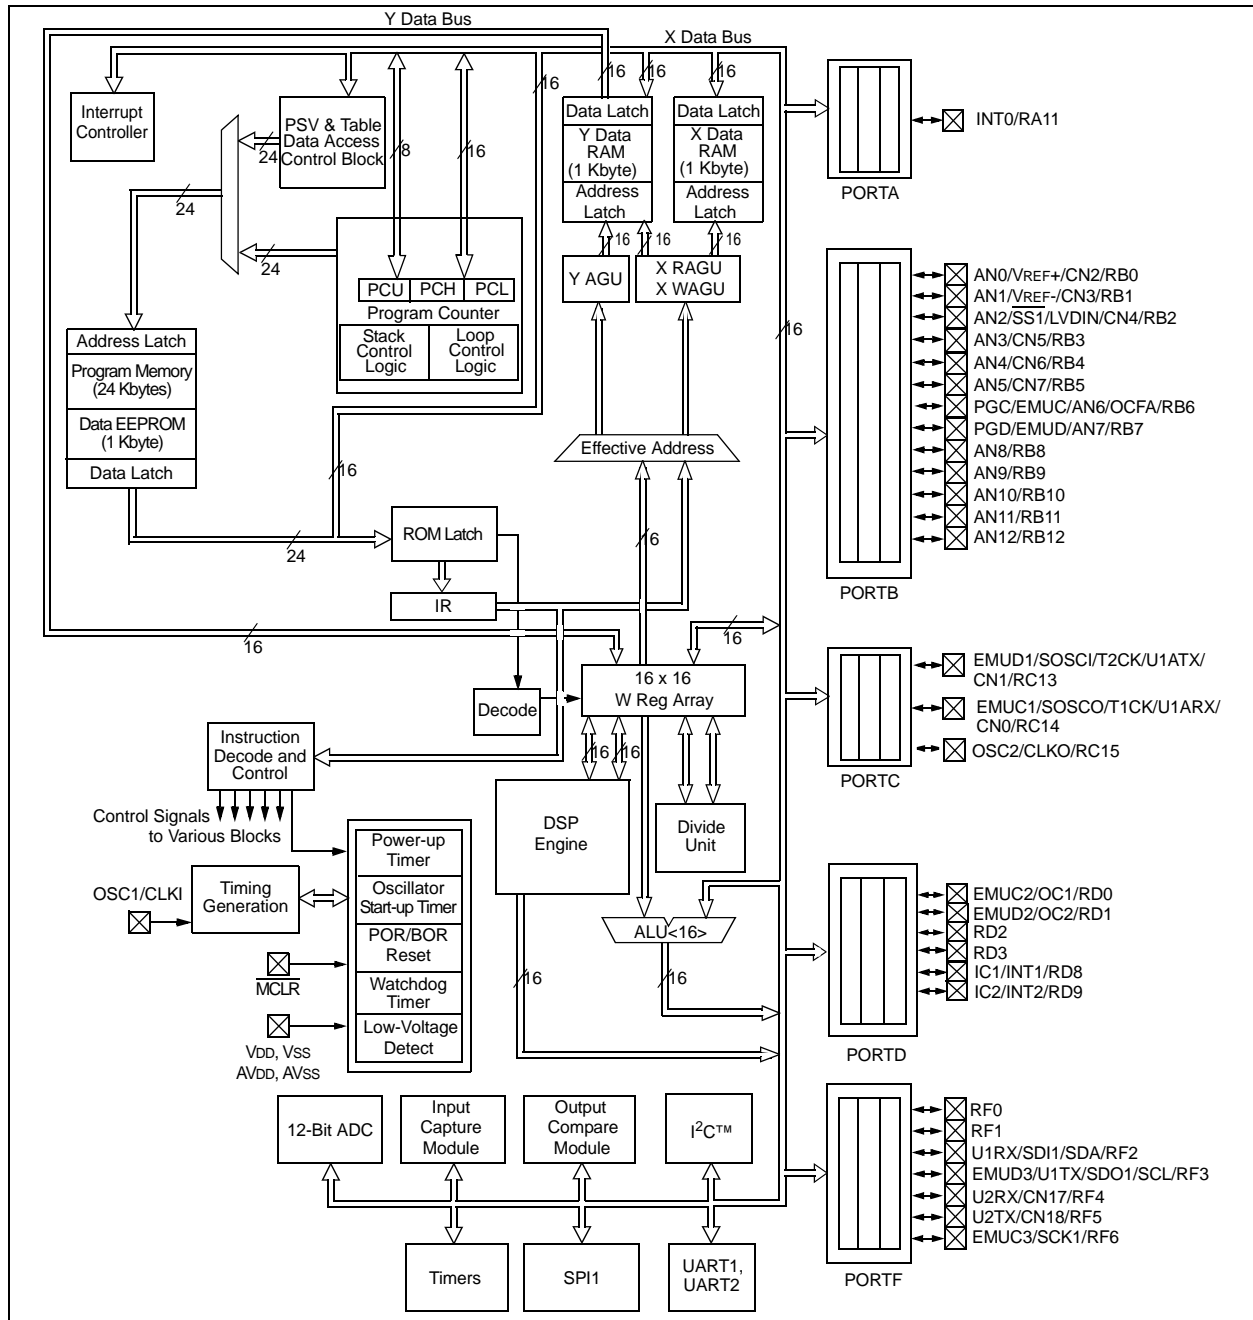 Y Data Bus
X Data Bus
Interrupt
Controller
PSV & Table
Data Access
Control Block
24
24
24
8
16
16
16
16
16
Data Latch
Y Data
RAM
(1 Kbyte)
Address
Latch
Data Latch
X Data
RAM
(1 Kbyte)
Address
Latch
16
16
16
Y AGU
X RAGU
X WAGU
PCU
PCH
PCL
Program Counter
Stack
Control
Logic
Loop
Control
Logic
Address Latch
Program Memory
(24 Kbytes)
Data EEPROM
(1 Kbyte)
Data Latch
16
24
16
Effective Address
ROM Latch
IR
16
16
16
16
Decode
16 x 16
W Reg Array
16
16
Instruction
Decode and
Control
Control Signals
to Various Blocks
DSP
Engine
Divide
Unit
OSC1/CLKI
Timing
Generation
Power-up
Timer
Oscillator
Start-up Timer
POR/BOR
Reset
Watchdog
Timer
Low-Voltage
Detect
MCLR
VDD, VSS
AVDD, AVSS
ALU<16>
16
16
12-Bit ADC
Input
Capture
Module
Output
Compare
Module
I2C™
Timers
SPI1
UART1,
UART2
INT0/RA11
PORTA
AN0/VREF+/CN2/RB0
AN1/VREF-/CN3/RB1
AN2/SS1/LVDIN/CN4/RB2
AN3/CN5/RB3
AN4/CN6/RB4
AN5/CN7/RB5
PGC/EMUC/AN6/OCFA/RB6
PGD/EMUD/AN7/RB7
AN8/RB8
AN9/RB9
AN10/RB10
AN11/RB11
AN12/RB12
PORTB
EMUD1/SOSCI/T2CK/U1ATX/
CN1/RC13
EMUC1/SOSCO/T1CK/U1ARX/
CN0/RC14
OSC2/CLKO/RC15
PORTC
EMUC2/OC1/RD0
EMUD2/OC2/RD1
RD2
RD3
IC1/INT1/RD8
IC2/INT2/RD9
PORTD
RF0
RF1
U1RX/SDI1/SDA/RF2
EMUD3/U1TX/SDO1/SCL/RF3
U2RX/CN17/RF4
U2TX/CN18/RF5
EMUC3/SCK1/RF6
PORTF